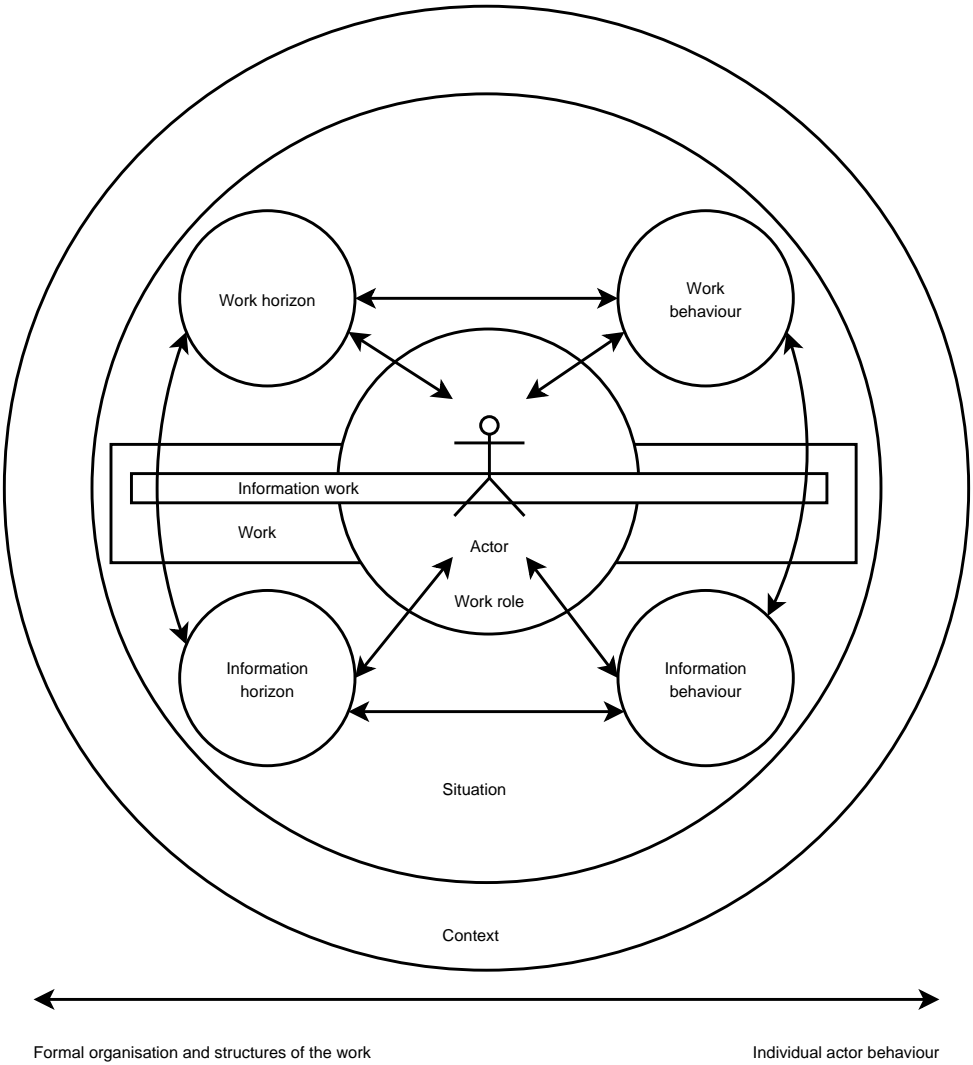 Work horizon
Work
behaviour
Information work
Work
Actor
Work role
Information
horizon
Information
behaviour
Situation
Context
Formal organisation and structures of the work
Individual actor behaviour